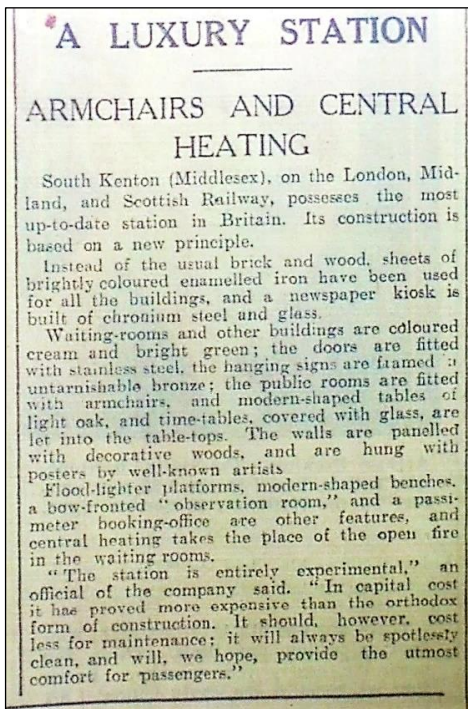 A LUXURY STATION
ARMCHAIRS AND CENTRAL
HEATING
South Kenton (Middlesex), on the London, Mid-
land, and Scottish Railway, possesses the most
up-to-date station in Britain. Its construction is
based on a new principle.
Instead of the usual brick and wood, sheets of
brightly coloured enamelled iron have been used
for all the buildings, and a newspaper kiosk is
built of chromium steel and glass.
Waiting-rooms and other buildings are coloured
cream and bright green; the doors are fitted
with stainless steel, the hanging signs are framed
untarnishable bronze; the public rooms are fitted
with armchairs, and modern-shaped tables of
light oak, and time-tables, covered with glass, are
let into the table-tops. The walls are panelled
with decorative woods, and are hung with
posters by well-known artists
Flood-lighter platforms, modern-shaped benches,
a bow-fronted "observation room," and a passi-
meter booking-office are other features, and
central heating takes the place of the open fire
in the waiting rooms.
"The station is entirely experimental," an
official of the company said. "In capital cost
it has proved more expensive than the orthodox
form of construction. It should, however, cost
less for maintenance; it will always be spotlessly
clean, and will, we hope, provide the utmost
comfort for passengers."